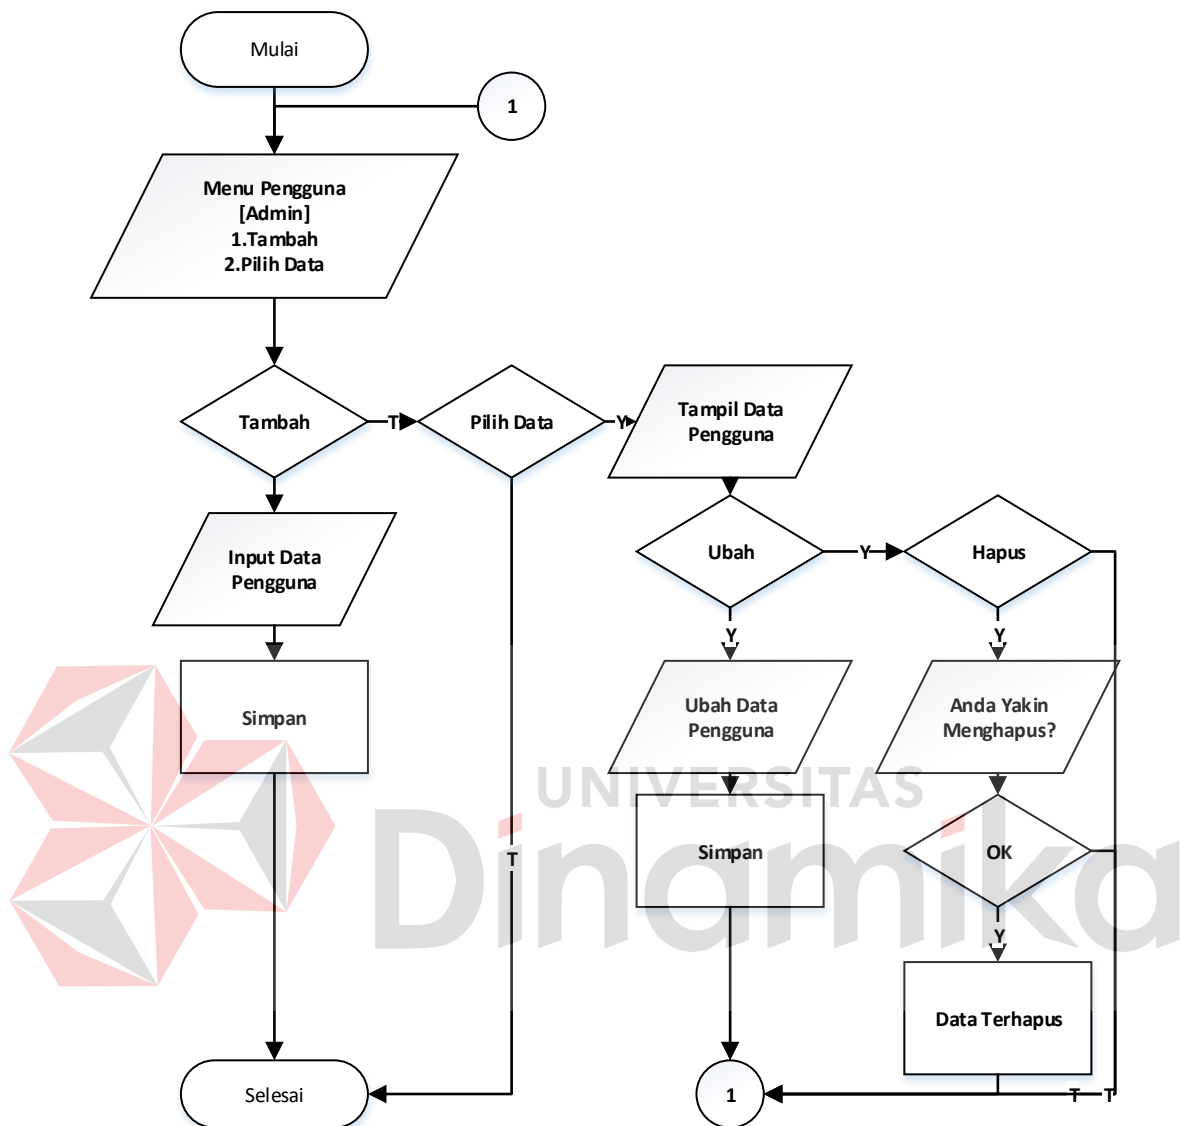 Mulai
1
Menu Pengguna
[Admin]
1.Tambah
2.Pilih Data
Tambah
T
Pilih Data
Y
Tampil Data
Pengguna
Input Data
Pengguna
Ubah
Y
Hapus
Y
Y
Simpan
Ubah Data
Pengguna
Anda Yakin
Menghapus?
UNIVERSITAS
Dinamika
Simpan
OK
T
Y
Data Terhapus
Selesai
1
T
T